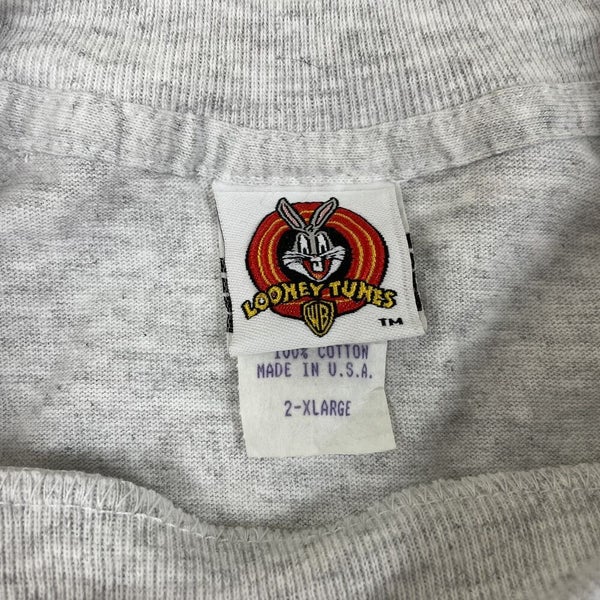 LOONEY TUNES
WB
TM
100% COTTON
MADE IN U.S.A.
2-XLARGE